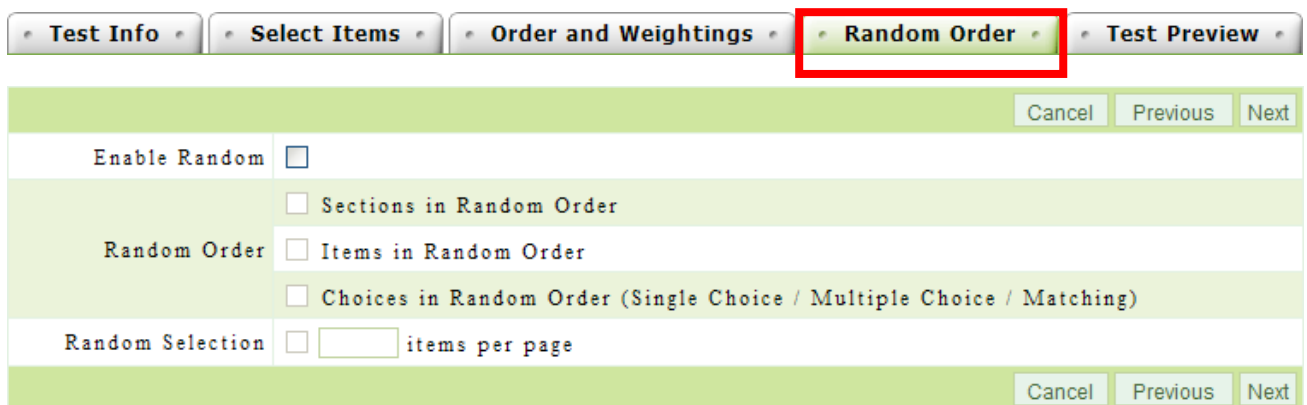 Test Info Select Items Order and Weightings Random Order Test Preview
Cancel Previous Next
Enable Random
Sections in Random Order
Random Order Items in Random Order
Choices in Random Order (Single Choice / Multiple Choice / Matching)
Random Selection items per page
Cancel Previous Next